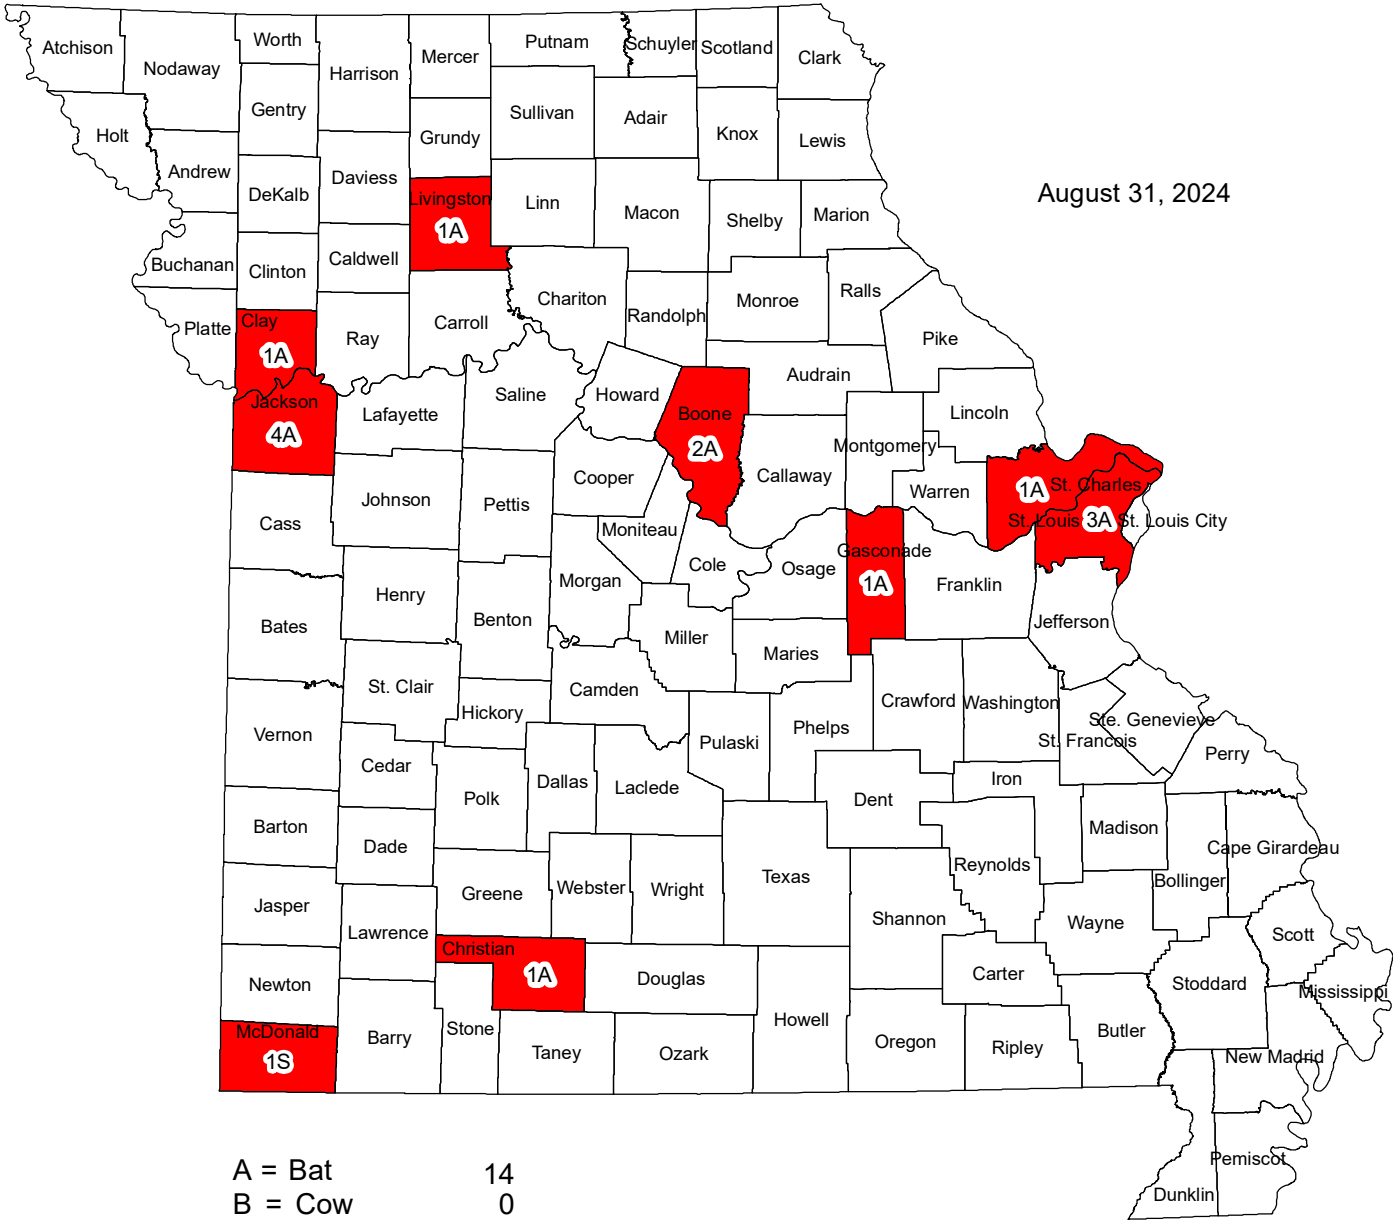 Atchison
Nodaway
Worth
Harrison
Mercer
Putnam
Schuyler
Scotland
Clark
Holt
Andrew
Gentry
DeKalb
Daviess
Grundy
Sullivan
Adair
Knox
Lewis
Livingston
1A
Linn
Macon
Shelby
Marion
August 31, 2024
Buchanan
Clinton
Caldwell
Platte
Clay
1A
Ray
Carroll
Chariton
Randolph
Monroe
Ralls
Pike
Jackson
4A
Lafayette
Saline
Howard
Boone
2A
Audrain
Callaway
Montgomery
Lincoln
Warren
1A
St. Charles
St. Louis
3A
St. Louis City
Cass
Johnson
Pettis
Cooper
Moniteau
Cole
Osage
Gasconade
1A
Franklin
Jefferson
Bates
Henry
Benton
Morgan
Miller
Maries
Camden
St. Clair
Hickory
Vernon
Cedar
Polk
Dallas
Laclede
Pulaski
Phelps
Crawford
Washington
Ste. Genevieve
St. Francois
Perry
Iron
Dent
Barton
Dade
Greene
Webster
Wright
Texas
Reynolds
Madison
Cape Girardeau
Bollinger
Jasper
Lawrence
Christian
1A
Douglas
Shannon
Wayne
Scott
Newton
Carter
Stoddard
Mississippi
McDonald
1S
Barry
Stone
Taney
Ozark
Howell
Oregon
Ripley
Butler
New Madrid
Pemiscot
Dunklin
A = Bat 14
B = Cow 0